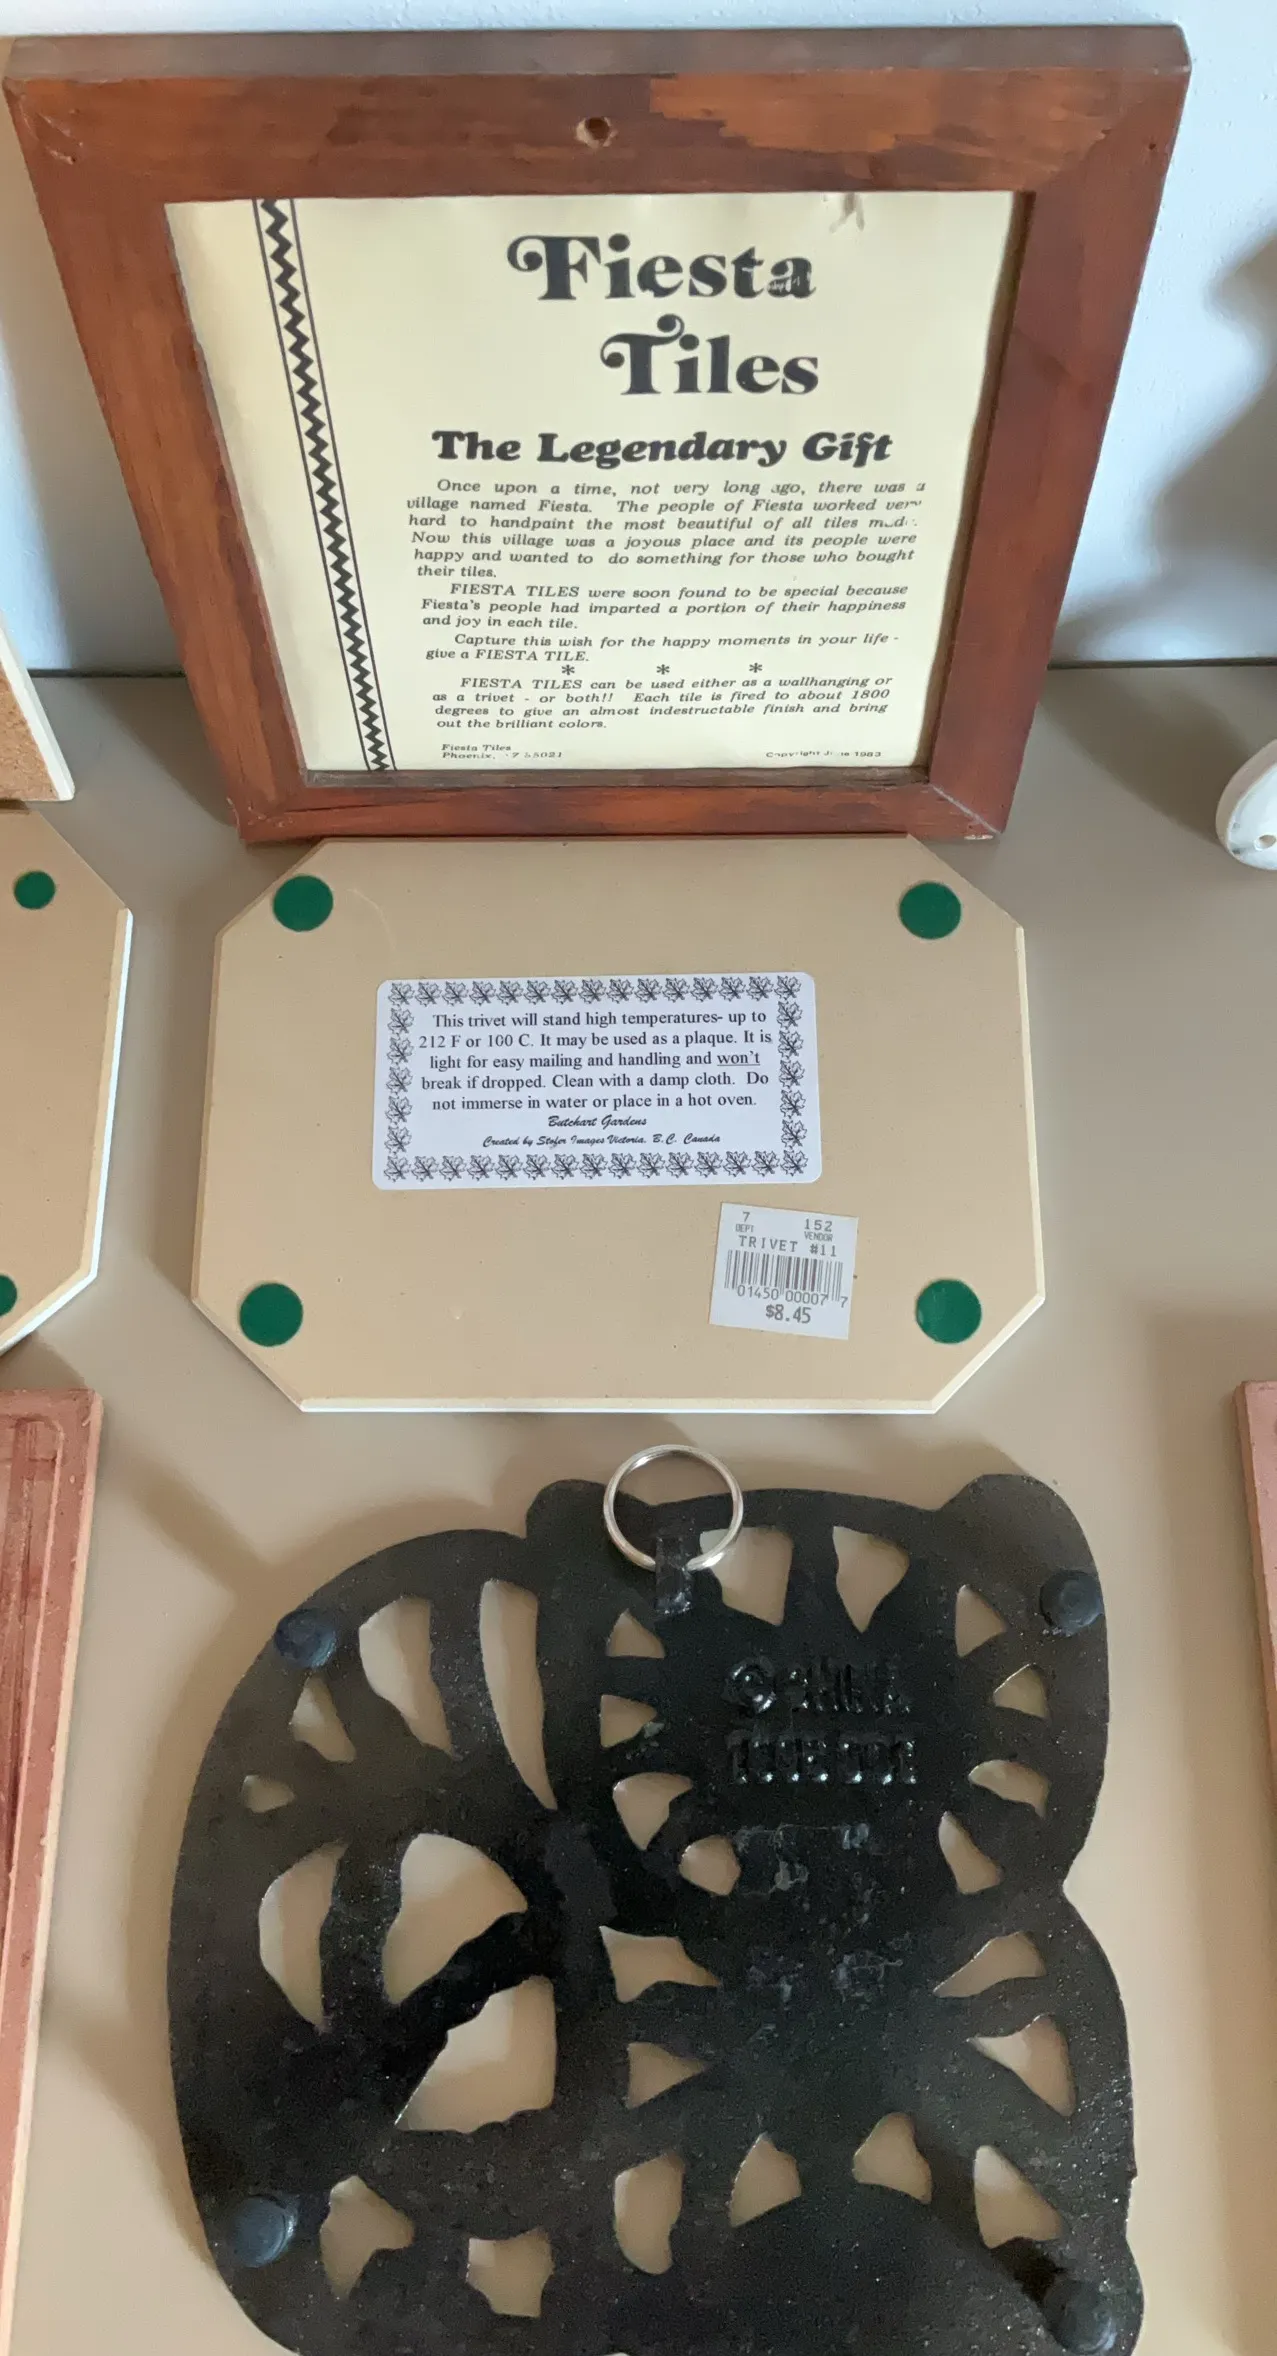 Fiesta
Tiles
The Legendary Gift
Once upon a time, not very long ago, there was a
village named Fiesta. The people of Fiesta worked very
hard to handpaint the most beautiful of all tiles
Now this village was a joyous place and its people were
happy and wanted to do something for those who bought
their tiles.
FIESTA TILES were soon found to be special because
Fiesta's people had imparted a portion of their happiness
and joy in each tile.
Capture this wish for the happy moments in your life -
give a FIESTA TILE.
* * *
FIESTA TILES can be used either as a wallhanging or
as a trivet - or both!! Each tile is fired to about 1800
degrees to give an almost indestructable finish and bring
out the brilliant colors.
Fiesta Tiles
Phoenix,
Copyright June 1983
This trivet will stand high temperatures- up to
212 F or 100 C. It may be used as a plaque. It is
light for easy mailing and handling and won't
break if dropped. Clean with a damp cloth. Do
not immerse in water or place in a hot oven.
Butchart Gardens
Created by Stofer Images Victoria, B.C. Canada
7 152
DEPT VENDOR
TRIVET #11
01450 00007 7
$8.45
©